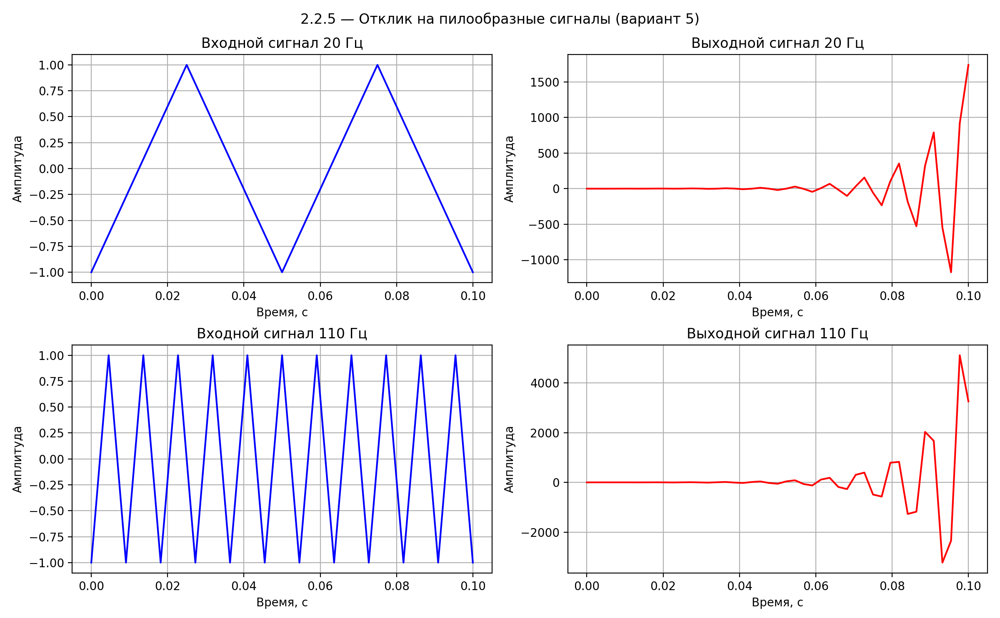 2.2.5 — Отклик на пилообразные сигналы (вариант 5)
Входной сигнал 20 Гц
1.00
0.75
0.50
0.25
0.00
−0.25
−0.50
−0.75
−1.00
Амплитуда
0.00 0.02 0.04 0.06 0.08 0.10
Время, с
Выходной сигнал 20 Гц
1500
1000
500
0
−500
−1000
Амплитуда
0.00 0.02 0.04 0.06 0.08 0.10
Время, с
Входной сигнал 110 Гц
1.00
0.75
0.50
0.25
0.00
−0.25
−0.50
−0.75
−1.00
Амплитуда
0.00 0.02 0.04 0.06 0.08 0.10
Время, с
Выходной сигнал 110 Гц
4000
2000
0
−2000
Амплитуда
0.00 0.02 0.04 0.06 0.08 0.10
Время, с